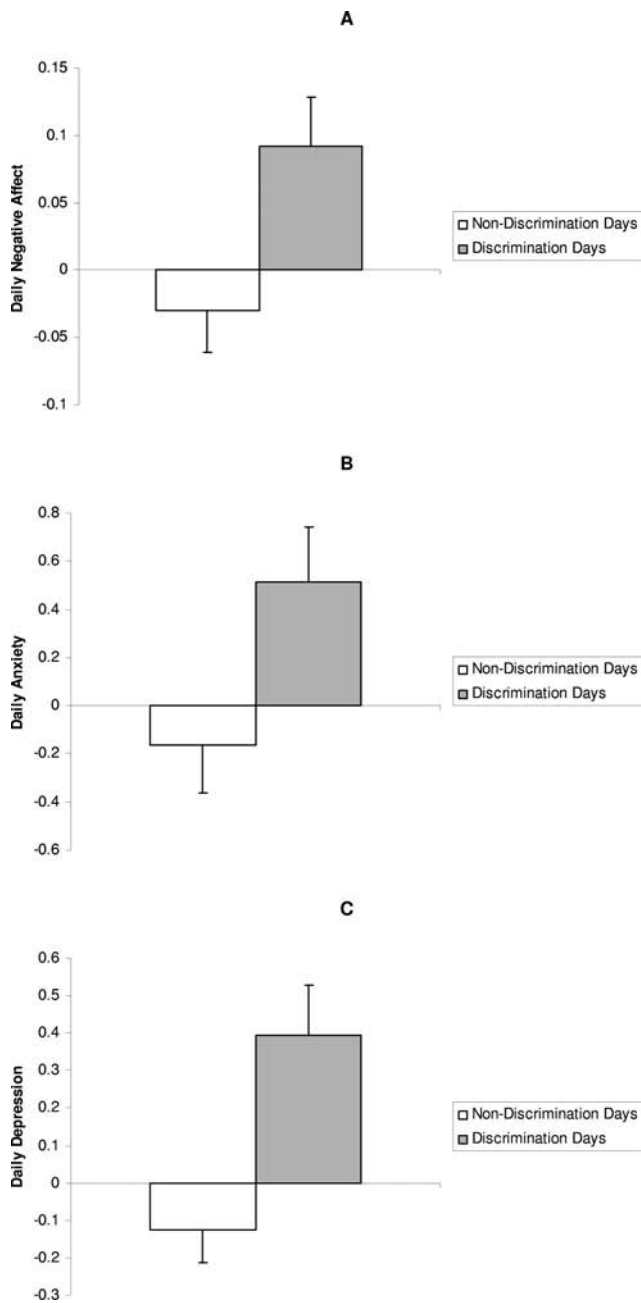 A
0.15
0.1
0.05
0
-0.05
-0.1
Daily Negative Affect
Non-Discrimination Days
Discrimination Days
B
0.8
0.6
0.4
0.2
0
-0.2
-0.4
-0.6
Daily Anxiety
Non-Discrimination Days
Discrimination Days
C
0.6
0.5
0.4
0.3
0.2
0.1
0
-0.1
-0.2
-0.3
Daily Depression
Non-Discrimination Days
Discrimination Days